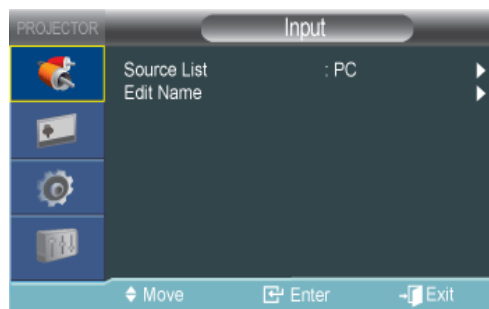 PROJECTOR
Input
Source List : PC
Edit Name
Move Enter Exit